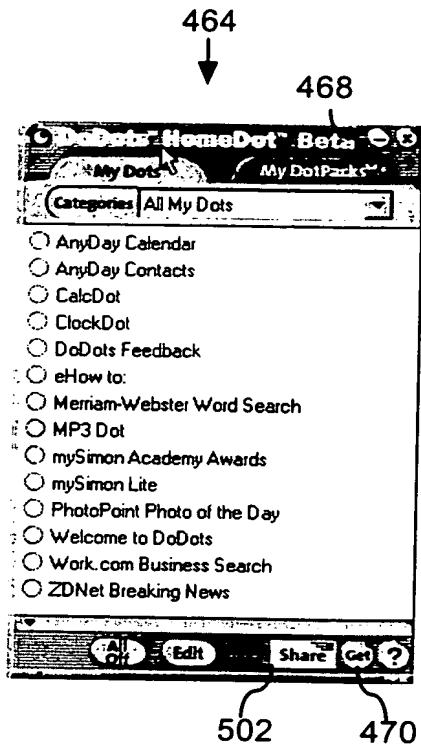 464
468
DoDots™ HomeDot™ Beta
My Dots My DotPacks
Categories All My Dots
AnyDay Calendar
AnyDay Contacts
CalcDot
ClockDot
DoDots Feedback
eHow to:
Merriam-Webster Word Search
MP3 Dot
mySimon Academy Awards
mySimon Lite
PhotoPoint Photo of the Day
Welcome to DoDots
Work.com Business Search
ZDNet Breaking News
All Off Edit Share Get ?
502 470